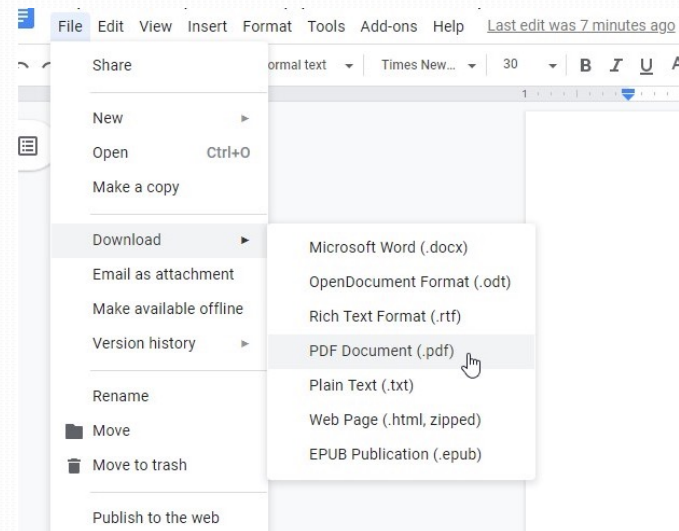 File Edit View Insert Format Tools Add-ons Help Last edit was 7 minutes ago
Share
ormal text Times New... 30 B I U A
1
New
Open Ctrl+O
Make a copy
Download
Email as attachment
Make available offline
Version history
Rename
Move
Move to trash
Publish to the web
Microsoft Word (.docx)
OpenDocument Format (.odt)
Rich Text Format (.rtf)
PDF Document (.pdf)
Plain Text (.txt)
Web Page (.html, zipped)
EPUB Publication (.epub)